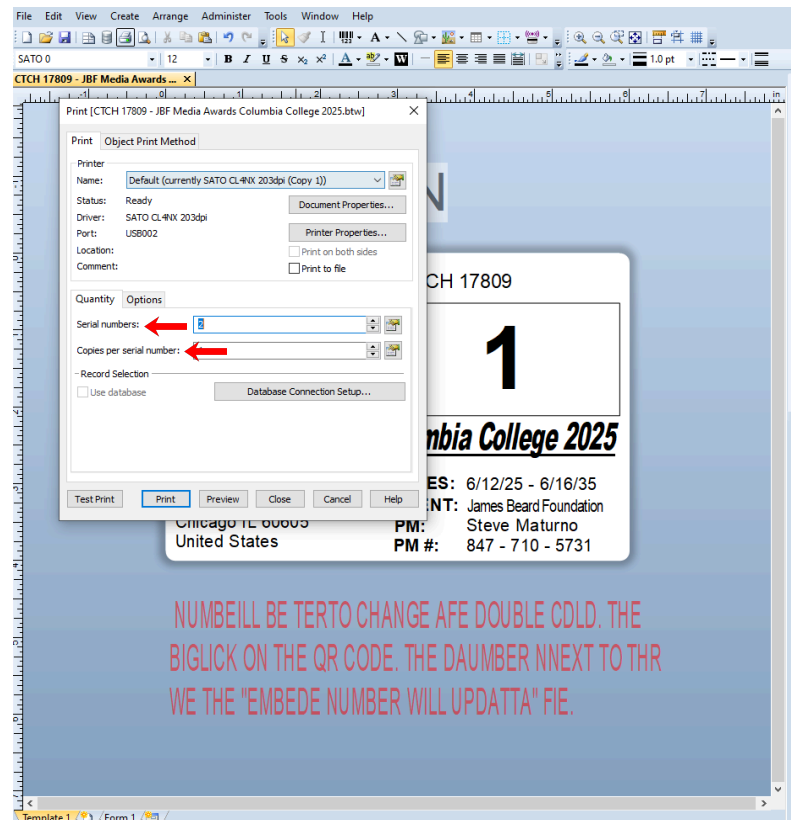 File Edit View Create Arrange Administer Tools Window Help
SATO 0 12 B I U S x₂ x² A W 1.0 pt
CTCH 17809 - JBF Media Awards ... ×
Print [CTCH 17809 - JBF Media Awards Columbia College 2025.btw]
Print Object Print Method
Printer
Name: Default (currently SATO CL4NX 203dpi (Copy 1))
Status: Ready Document Properties...
Driver: SATO CL4NX 203dpi
Port: USB002 Printer Properties...
Location: Print on both sides
Comment: Print to file
Quantity Options
Serial numbers: 2
Copies per serial number:
Record Selection
Use database Database Connection Setup...
Test Print Print Preview Close Cancel Help
N
CH 17809
1
mbia College 2025
ES: 6/12/25 - 6/16/35
ENT: James Beard Foundation
Chicago IL 60605 PM: Steve Maturno
United States PM #: 847 - 710 - 5731
NUMBEILL BE TERTO CHANGE AFE DOUBLE CDLD. THE
BIGLICK ON THE QR CODE. THE DAUMBER NNEXT TO THR
WE THE "EMBEDE NUMBER WILL UPDATTA" FIE.
Template 1 Form 1